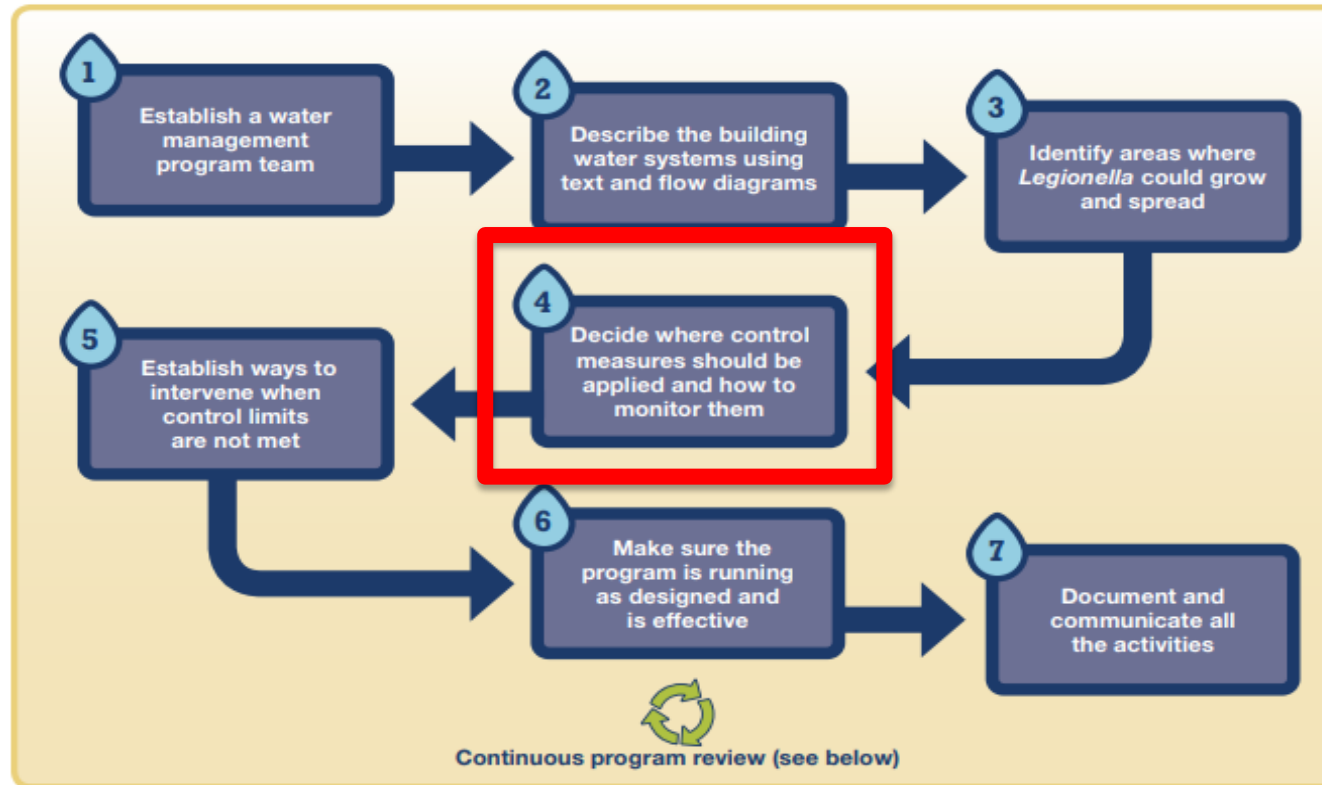 1
Establish a water
management
program team
2
Describe the building
water systems using
text and flow diagrams
3
Identify areas where
Legionella could grow
and spread
4
Decide where control
measures should be
applied and how to
monitor them
5
Establish ways to
intervene when
control limits
are not met
6
Make sure the
program is running
as designed and
is effective
7
Document and
communicate all
the activities
Continuous program review (see below)